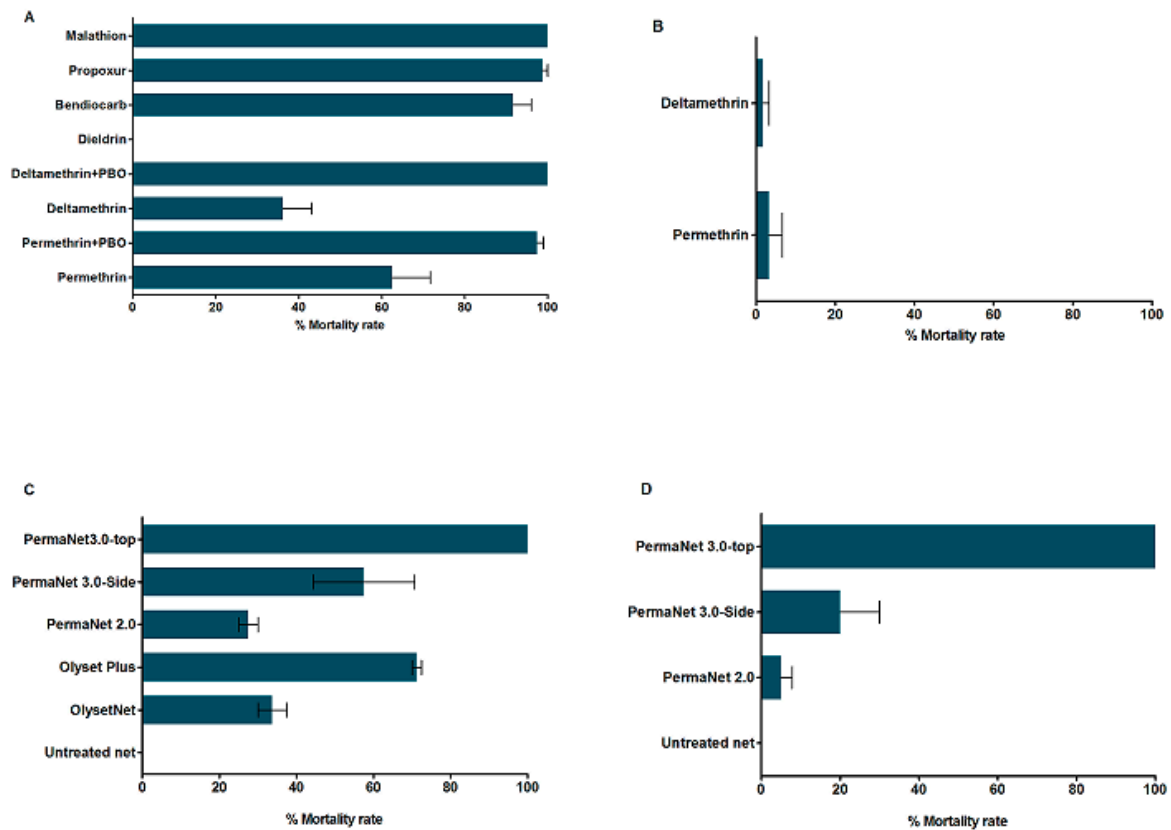 A
Malathion
Propoxur
Bendiocarb
Dieldrin
Deltamethrin+PBO
Deltamethrin
Permethrin+PBO
Permethrin
0 20 40 60 80 100
% Mortality rate
B
Deltamethrin
Permethrin
0 20 40 60 80 100
% Mortality rate
C
PermaNet3.0-top
PermaNet 3.0-Side
PermaNet 2.0
Olyset Plus
OlysetNet
Untreated net
0 20 40 60 80 100
% Mortality rate
D
PermaNet 3.0-top
PermaNet 3.0-Side
PermaNet 2.0
Untreated net
0 20 40 60 80 100
% Mortality rate